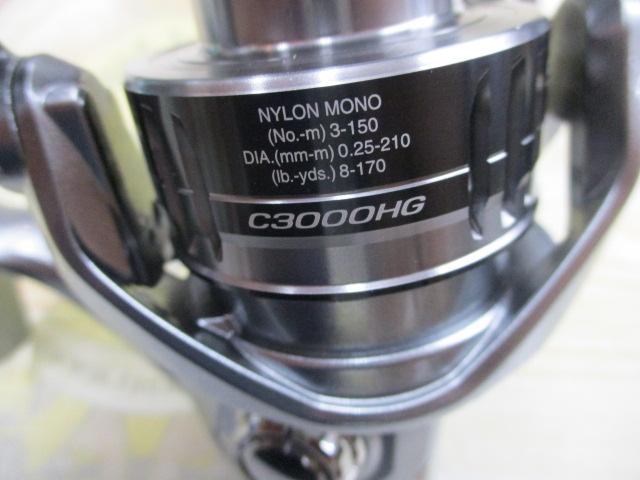 NYLON MONO
(No.-m) 3-150
DIA.(mm-m) 0.25-210
(lb.-yds.) 8-170
C3000HG